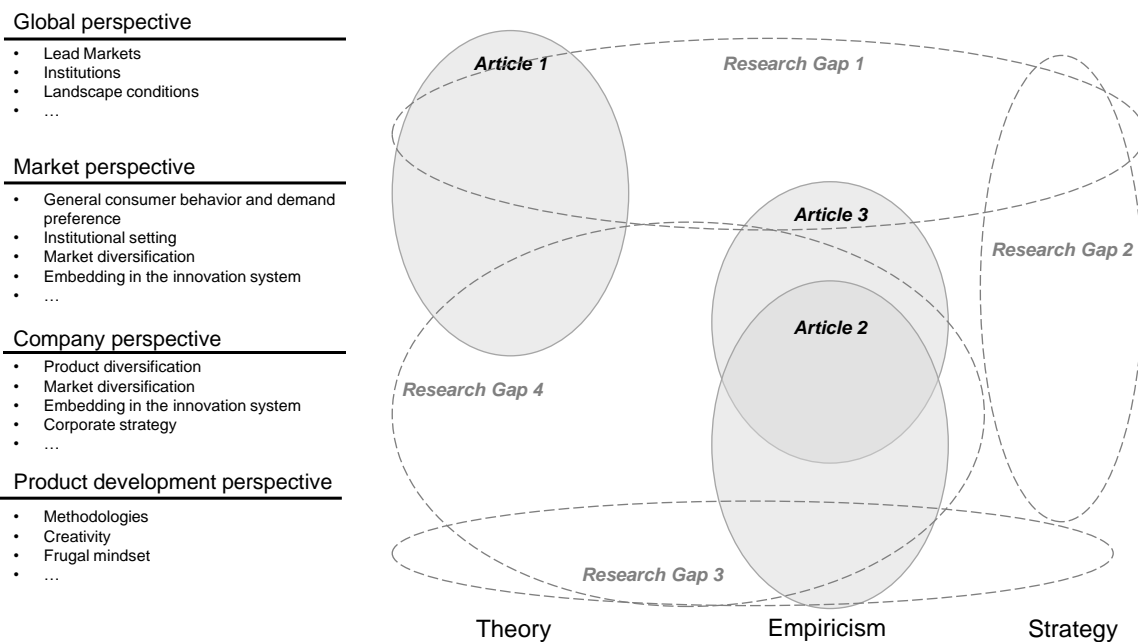 Global perspective
• Lead Markets
• Institutions
• Landscape conditions
• …
Market perspective
• General consumer behavior and demand
preference
• Institutional setting
• Market diversification
• Embedding in the innovation system
• …
Company perspective
• Product diversification
• Market diversification
• Embedding in the innovation system
• Corporate strategy
• …
Product development perspective
• Methodologies
• Creativity
• Frugal mindset
• …
Article 1
Research Gap 1
Article 3
Research Gap 2
Article 2
Research Gap 4
Research Gap 3
Theory
Empiricism
Strategy